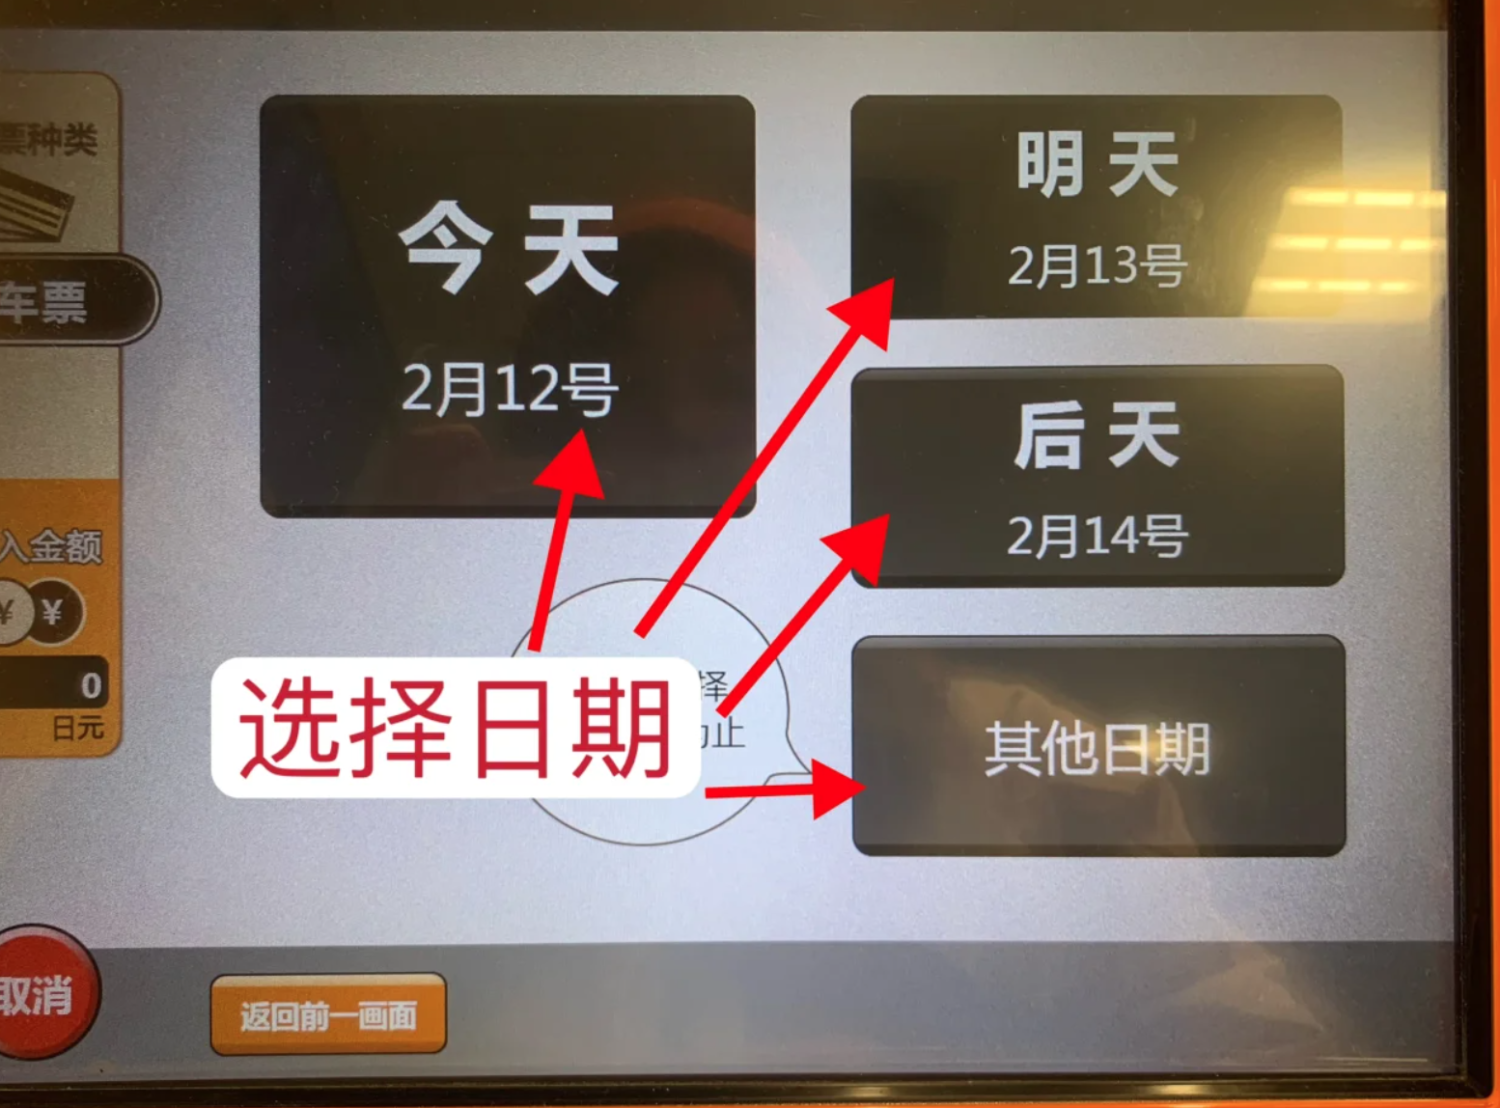 票种类
车票
入金额
¥
¥
0
日元
取消
今天
2月12号
明天
2月13号
后天
2月14号
其他日期
择
止
选择日期
返回前一画面